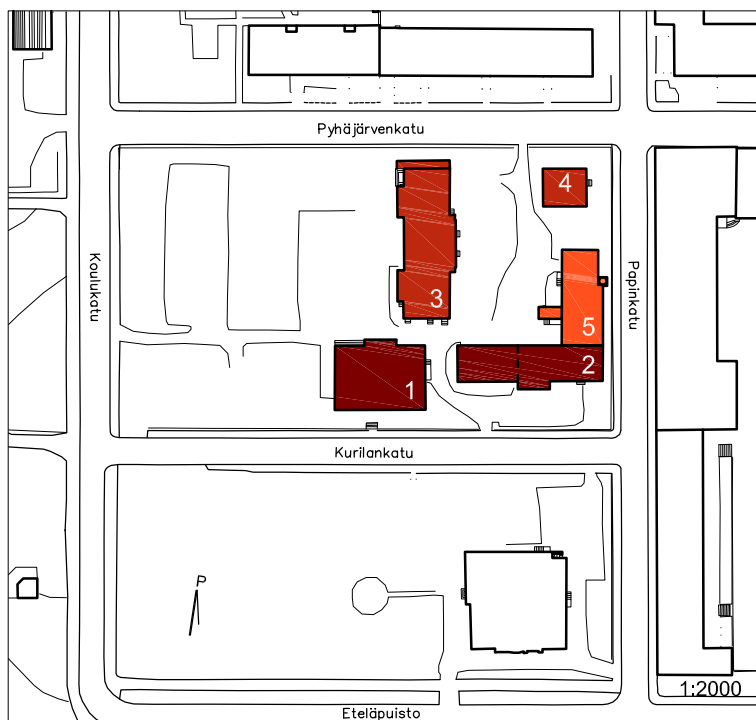 Pyhäjärvenkatu
4
Koulukatu
Papinkatu
3
5
2
1
Kurilankatu
P
1:2000
Eteläpuisto